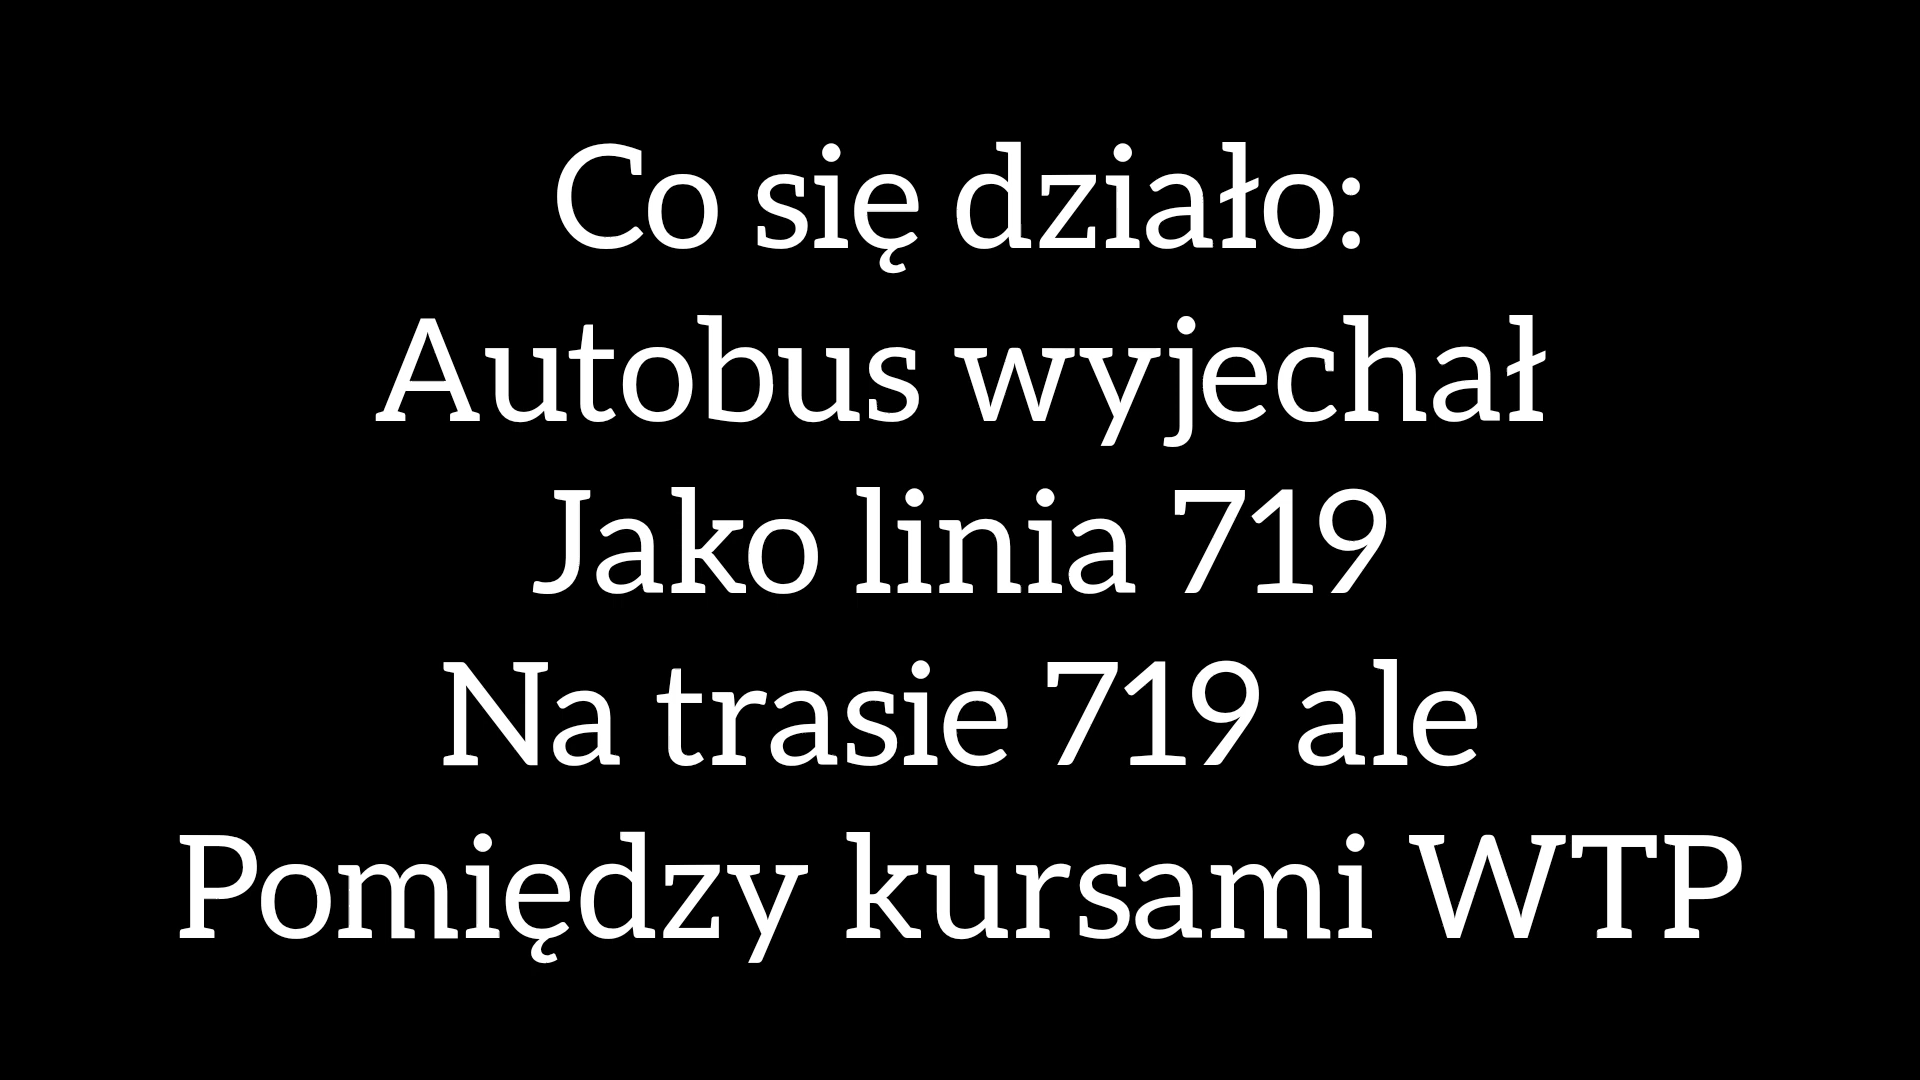 Co się działo:
Autobus wyjechał
Jako linia 719
Na trasie 719 ale
Pomiędzy kursami WTP